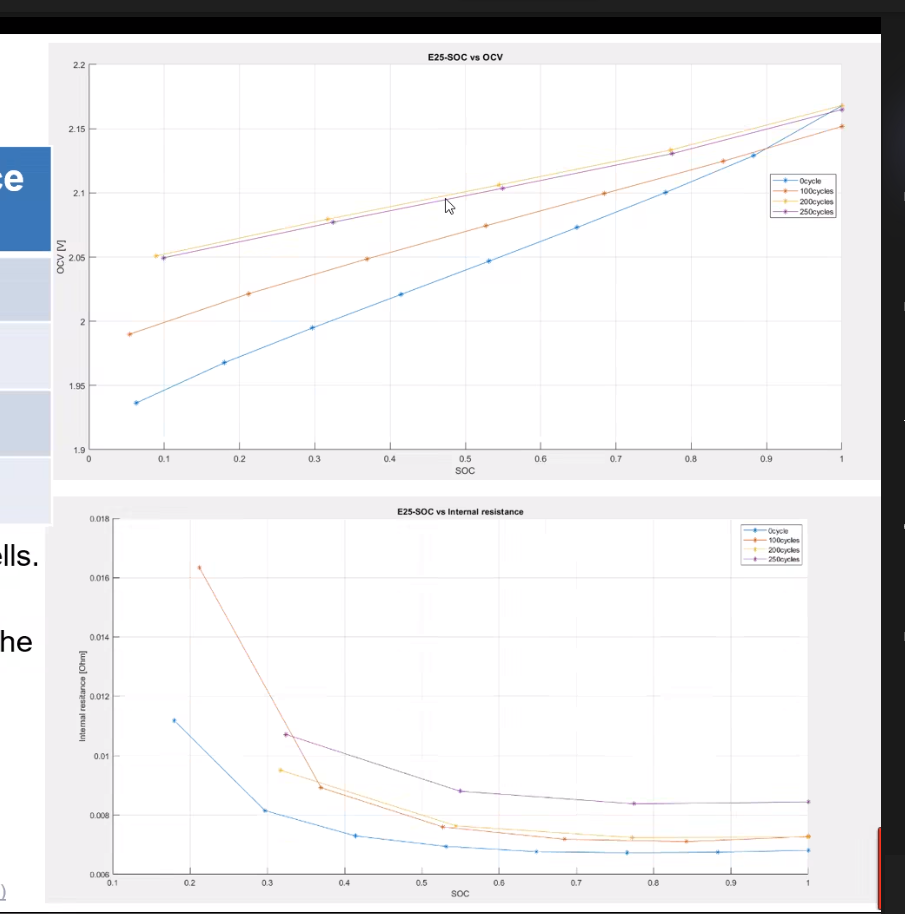 ce
ells.
he
)
E25-SOC vs OCV
2.2
2.15
2.1
2.05
2
1.95
1.9
OCV [V]
0 0.1 0.2 0.3 0.4 0.5 0.6 0.7 0.8 0.9 1
SOC
0cycle
100cycles
200cycles
250cycles
E25-SOC vs Internal resistance
0.018
0.016
0.014
0.012
0.01
0.008
0.006
Internal resitance [Ohm]
0.1 0.2 0.3 0.4 0.5 0.6 0.7 0.8 0.9 1
SOC
0cycle
100cycles
200cycles
250cycles